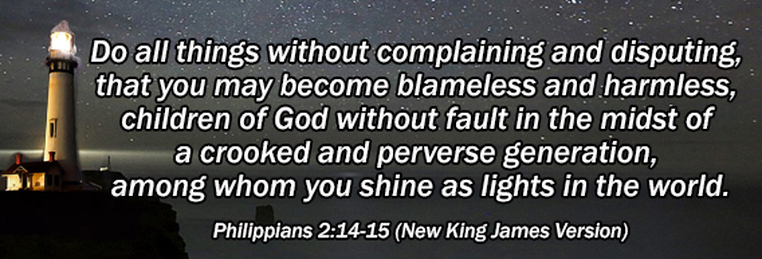 Do all things without complaining and disputing,
that you may become blameless and harmless,
children of God without fault in the midst of
a crooked and perverse generation,
among whom you shine as lights in the world.
Philippians 2:14-15 (New King James Version)